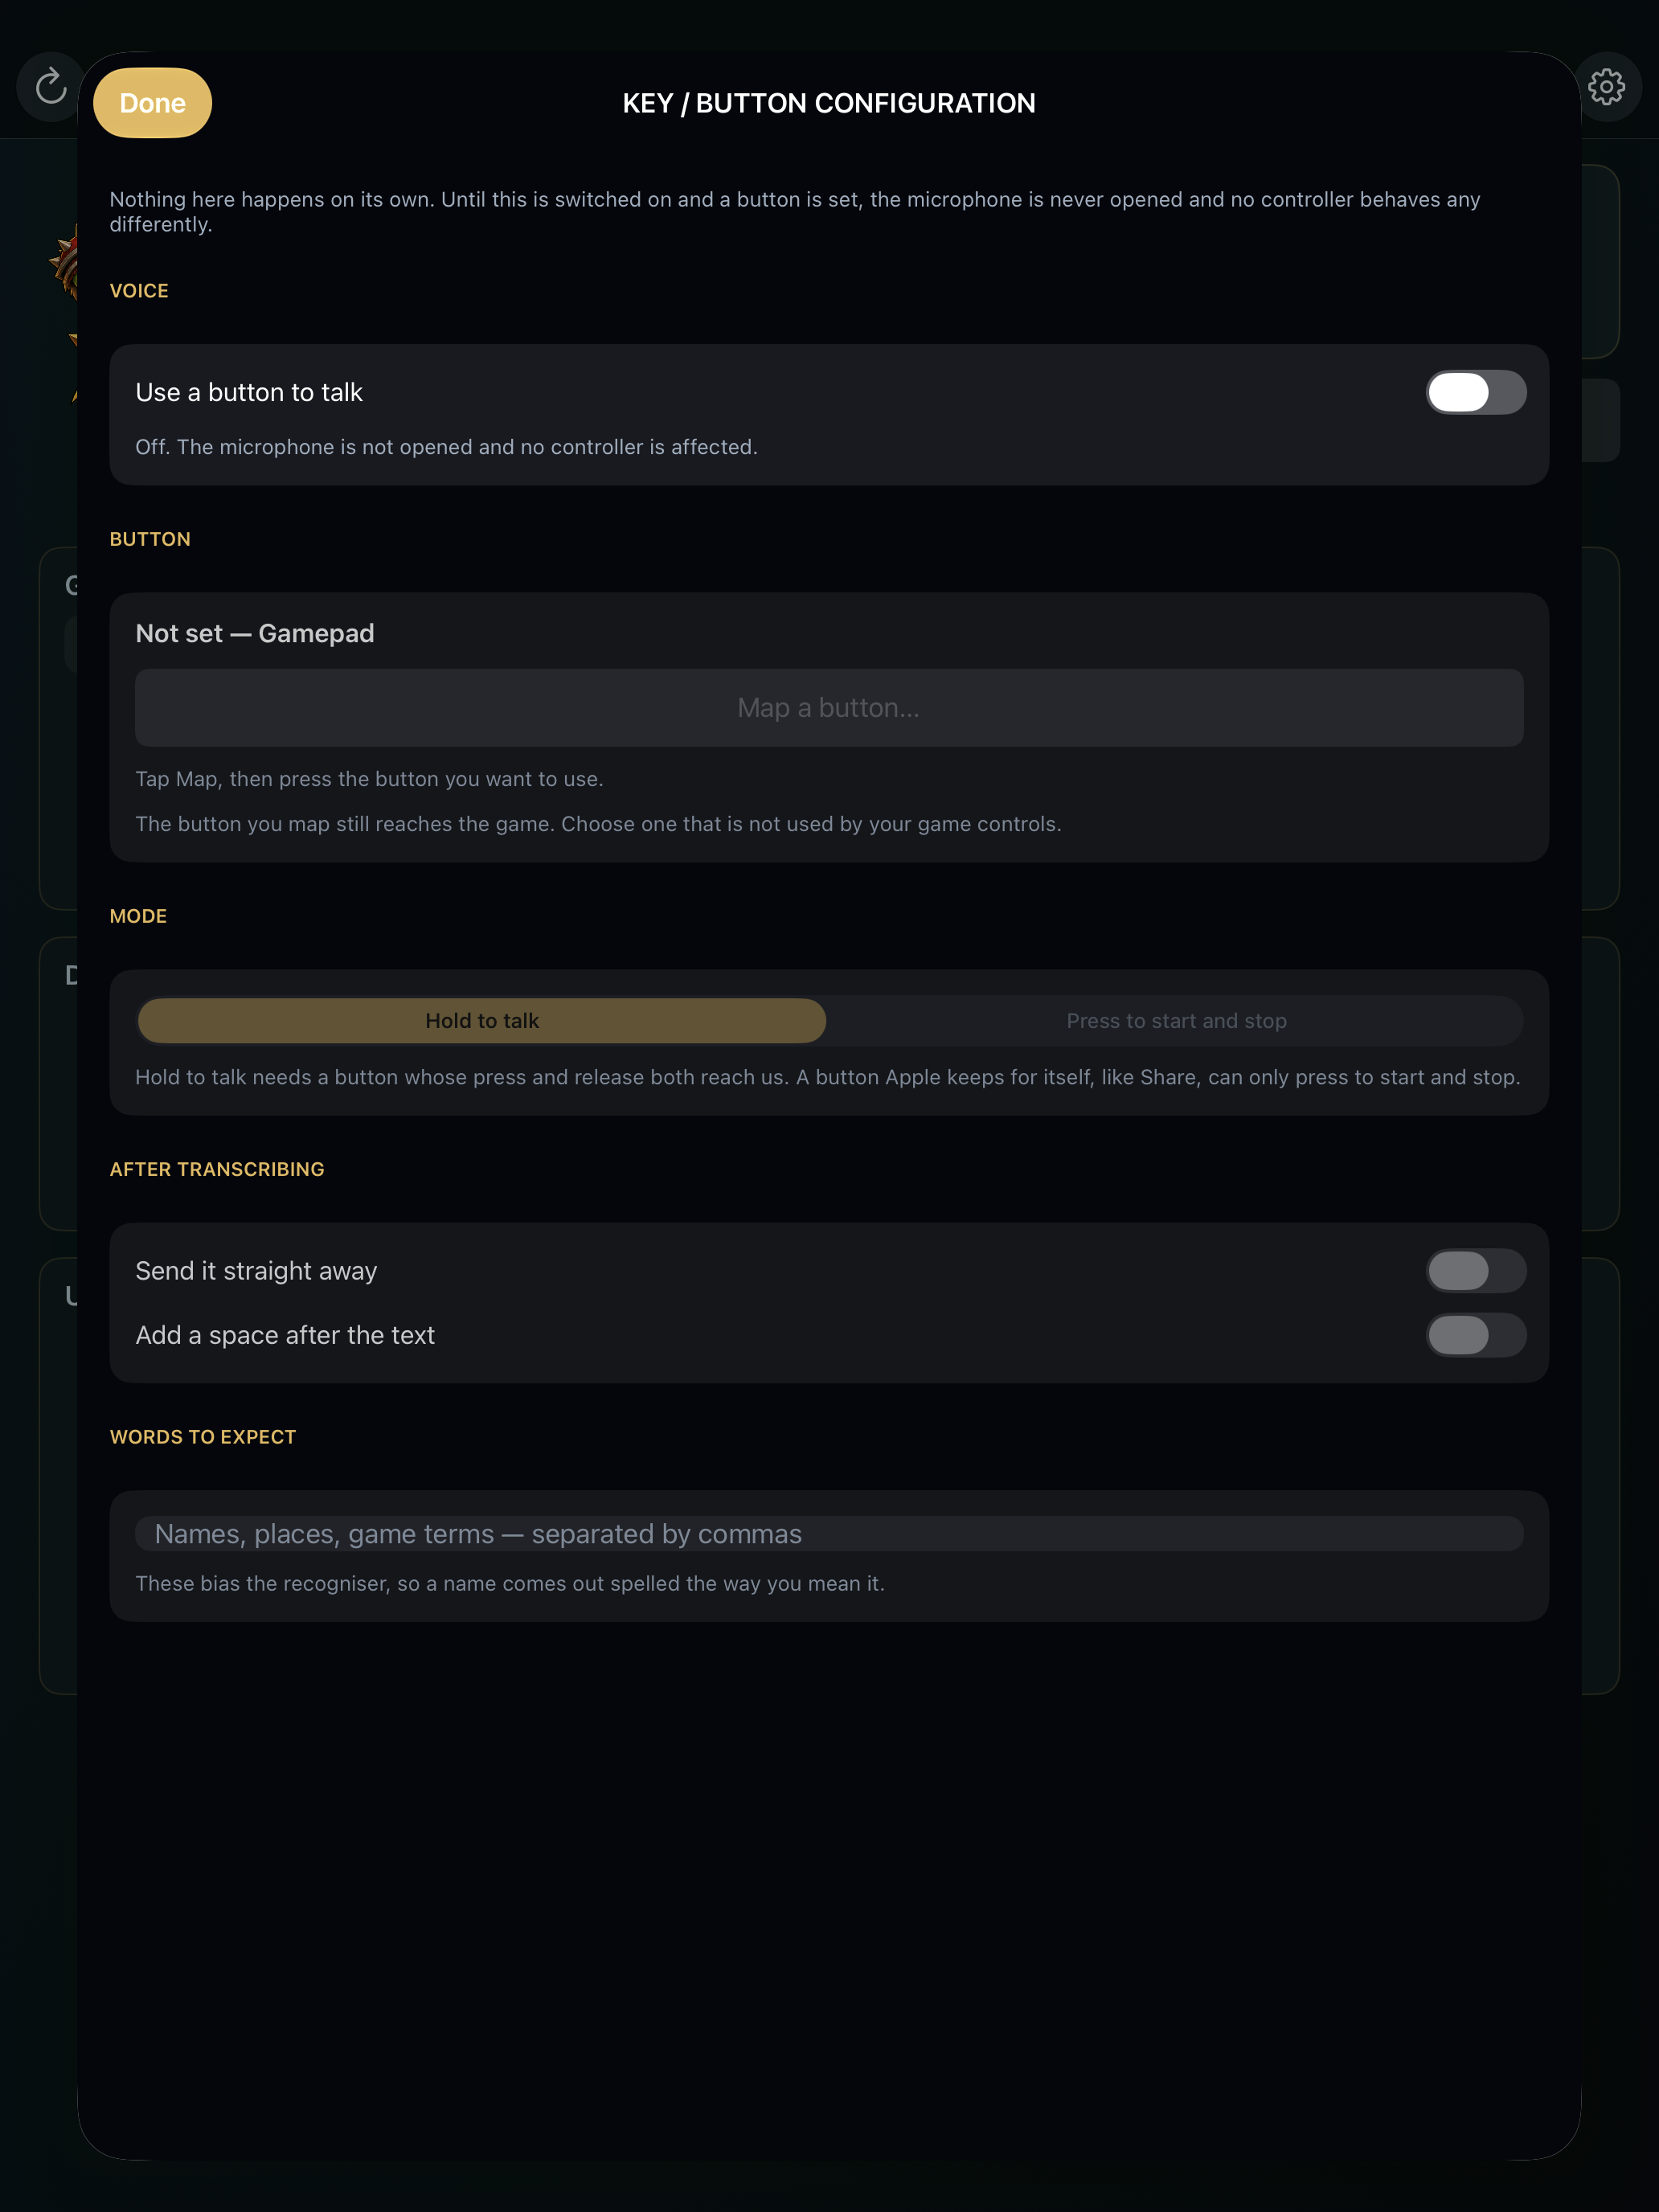 Done
KEY / BUTTON CONFIGURATION
Nothing here happens on its own. Until this is switched on and a button is set, the microphone is never opened and no controller behaves any
differently.
VOICE
Use a button to talk
Off. The microphone is not opened and no controller is affected.
BUTTON
Not set — Gamepad
Map a button...
Tap Map, then press the button you want to use.
The button you map still reaches the game. Choose one that is not used by your game controls.
MODE
Hold to talk
Press to start and stop
Hold to talk needs a button whose press and release both reach us. A button Apple keeps for itself, like Share, can only press to start and stop.
AFTER TRANSCRIBING
Send it straight away
Add a space after the text
WORDS TO EXPECT
Names, places, game terms — separated by commas
These bias the recogniser, so a name comes out spelled the way you mean it.